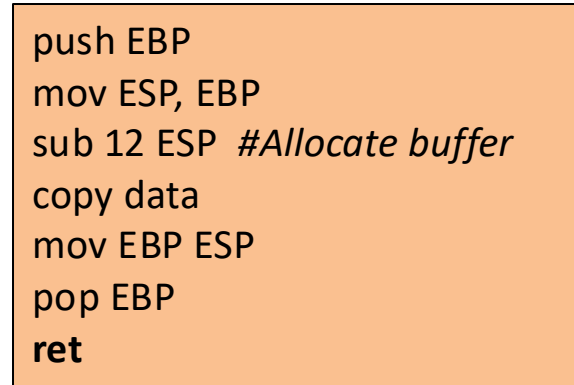 push EBP
mov ESP, EBP
sub 12 ESP #Allocate buffer
copy data
mov EBP ESP
pop EBP
ret